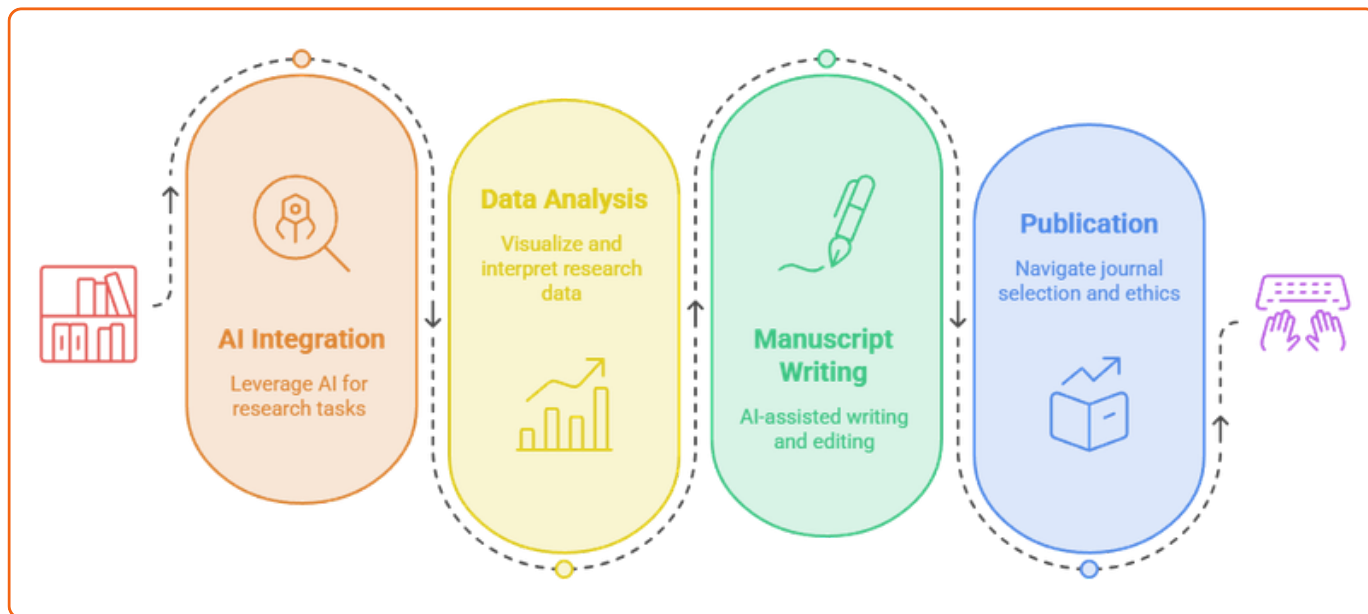 AI Integration
Leverage AI for
research tasks
Data Analysis
Visualize and
interpret research
data
Manuscript
Writing
AI-assisted writing
and editing
Publication
Navigate journal
selection and ethics